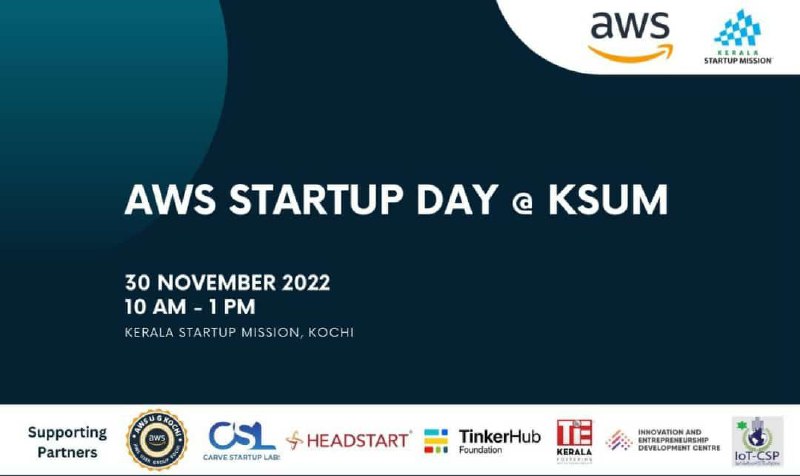 aws
KERALA
STARTUP MISSION
AWS STARTUP DAY @ KSUM
30 NOVEMBER 2022
10 AM - 1 PM
KERALA STARTUP MISSION, KOCHI
Supporting
Partners
AWS UG KOCHI
aws
CSL
CARVE STARTUP LABS
HEADSTART
TinkerHub
Foundation
TiE
KERALA
FOSTERING
INNOVATION AND
ENTREPRENEURSHIP
DEVELOPMENT CENTRE
IoT-CSP